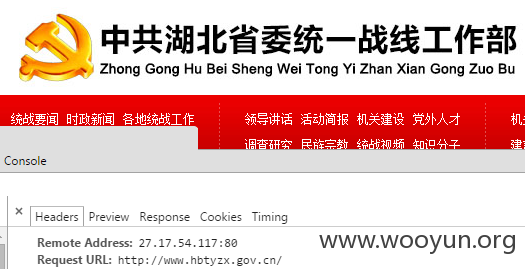 中共湖北省委统一战线工作部
Zhong Gong Hu Bei Sheng Wei Tong Yi Zhan Xian Gong Zuo Bu
统战要闻 时政新闻 各地统战工作 领导讲话 活动简报 机关建设 党外人才
调查研究 民族宗教 统战视频 知识分子
Console
× Headers Preview Response Cookies Timing
Remote Address: 27.17.54.117:80
Request URL: http://www.hbtyzx.gov.cn/
www.wooyun.org